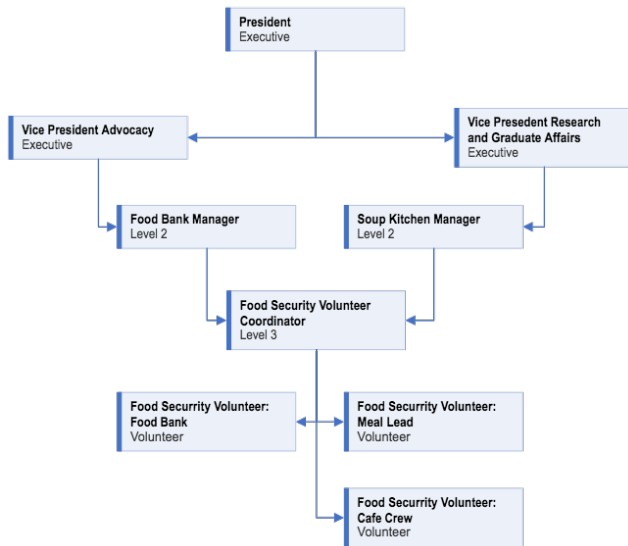 President
Executive
Vice President Advocacy
Executive
Vice Presedent Research
and Graduate Affairs
Executive
Food Bank Manager
Level 2
Soup Kitchen Manager
Level 2
Food Security Volunteer
Coordinator
Level 3
Food Securrity Volunteer:
Food Bank
Volunteer
Food Securrity Volunteer:
Meal Lead
Volunteer
Food Securrity Volunteer:
Cafe Crew
Volunteer